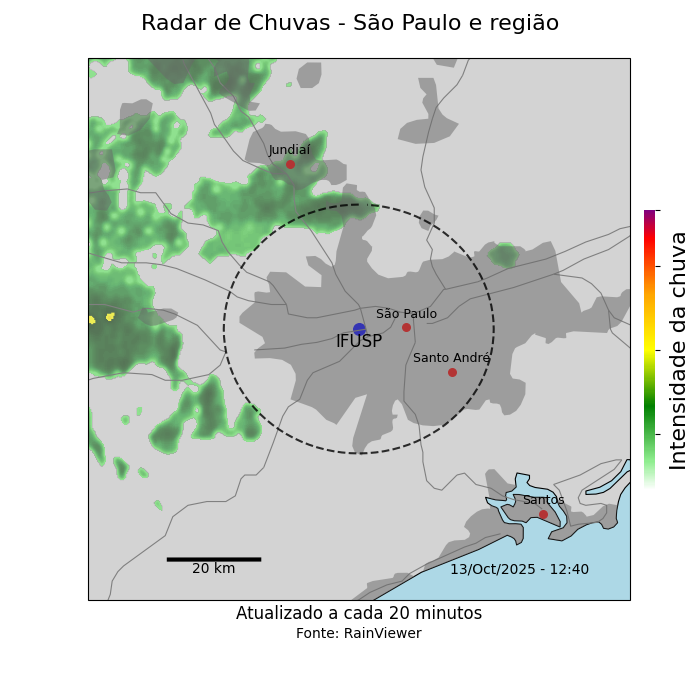 Radar de Chuvas - São Paulo e região
Jundiaí
São Paulo
IFUSP
Santo André
Santos
20 km
13/Oct/2025 - 12:40
Intensidade da chuva
Atualizado a cada 20 minutos
Fonte: RainViewer